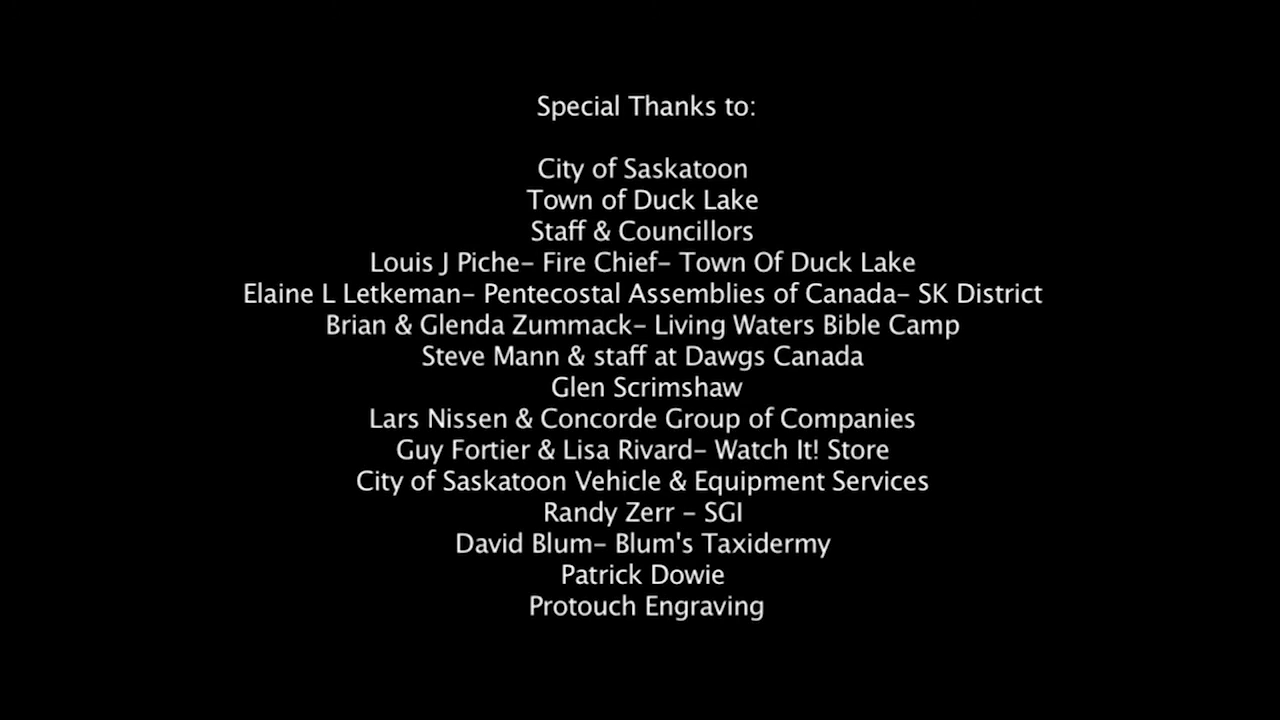 Special Thanks to:
City of Saskatoon
Town of Duck Lake
Staff & Councillors
Louis J Piche- Fire Chief- Town Of Duck Lake
Elaine L Letkeman- Pentecostal Assemblies of Canada- SK District
Brian & Glenda Zummack- Living Waters Bible Camp
Steve Mann & staff at Dawgs Canada
Glen Scrimshaw
Lars Nissen & Concorde Group of Companies
Guy Fortier & Lisa Rivard- Watch It! Store
City of Saskatoon Vehicle & Equipment Services
Randy Zerr - SGI
David Blum- Blum's Taxidermy
Patrick Dowie
Protouch Engraving